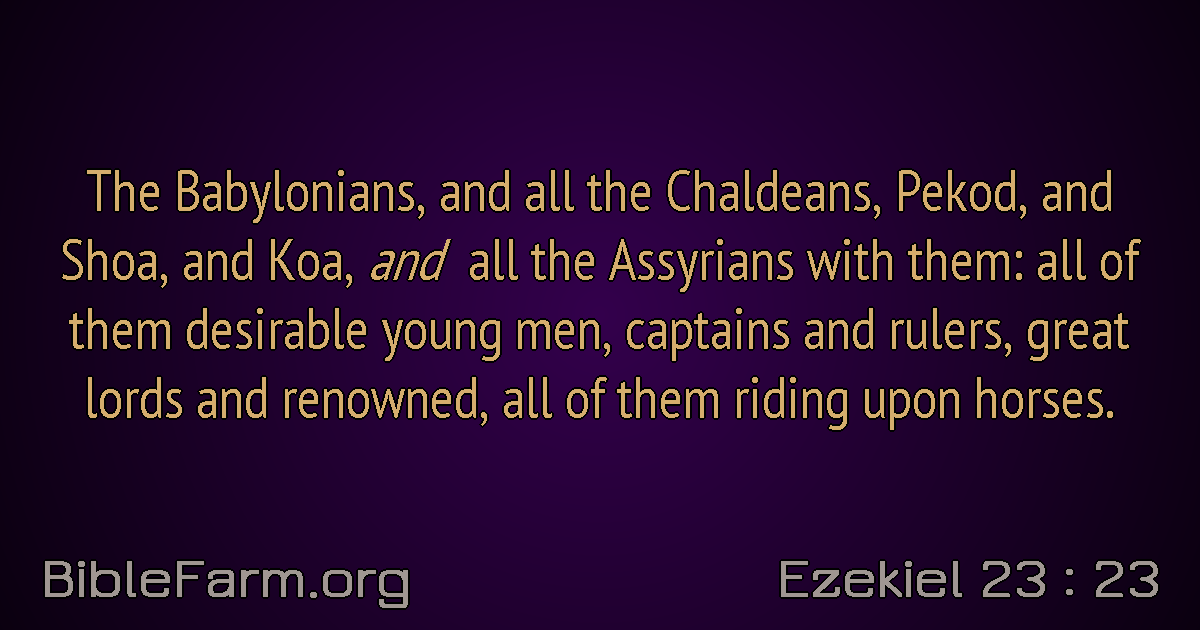 The Babylonians, and all the Chaldeans, Pekod, and
Shoa, and Koa, and all the Assyrians with them: all of
them desirable young men, captains and rulers, great
lords and renowned, all of them riding upon horses.
BibleFarm.org
Ezekiel 23 : 23